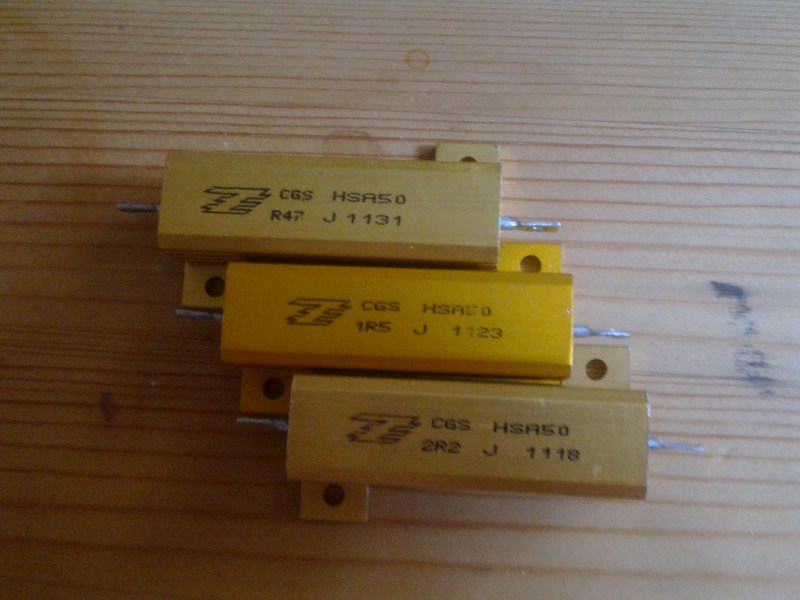 CGS HSA50
R47 J 1131
CGS HSA50
1R5 J 1123
CGS HSA50
2R2 J 1118